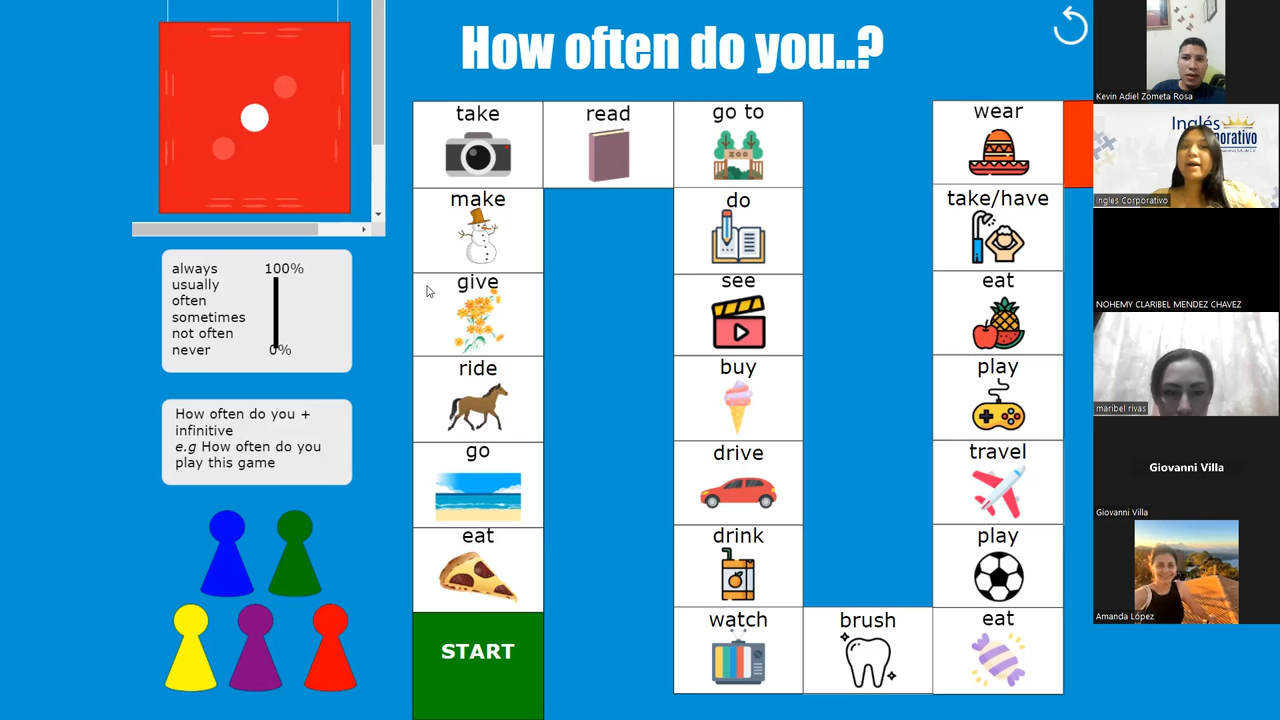 How often do you..?
always 100%
usually
often
sometimes
not often
never 0%
How often do you +
infinitive
e.g How often do you
play this game
take
read
go to
wear
make
do
take/have
give
see
eat
ride
buy
play
go
drive
travel
eat
drink
play
START
watch
brush
eat
ZOO
Kevin Adiel Zometa Rosa
Inglés
Ingles Corporativo
NOHEMY CLARIBEL MENDEZ CHAVEZ
maribel rivas
Giovanni Villa
Giovanni Villa
Amanda López